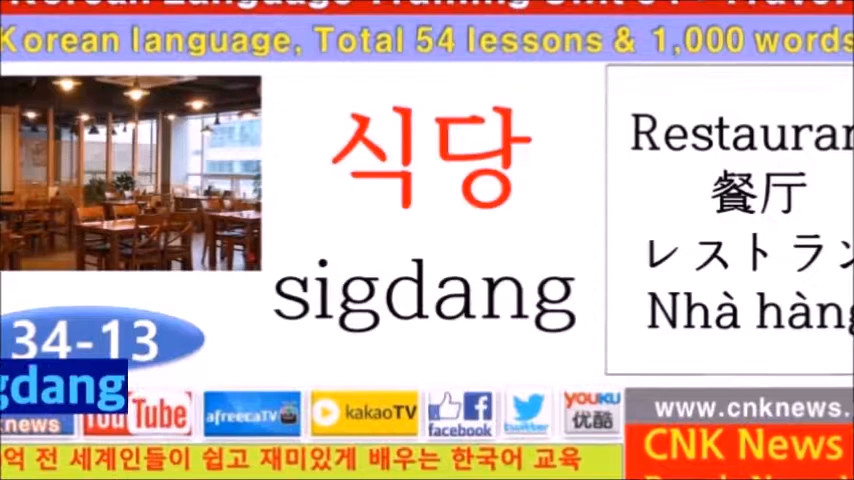 Korean language, Total 54 lessons & 1,000 words
식당
sigdang
餐厅
レストラン
Nhà hàng
34-13
gdang
news
YouTube
afreecaTV
kakaoTV
facebook
twitter
youku
优酷
www.cnknews.
억 전 세계인들이 쉽고 재미있게 배우는 한국어 교육
CNK News